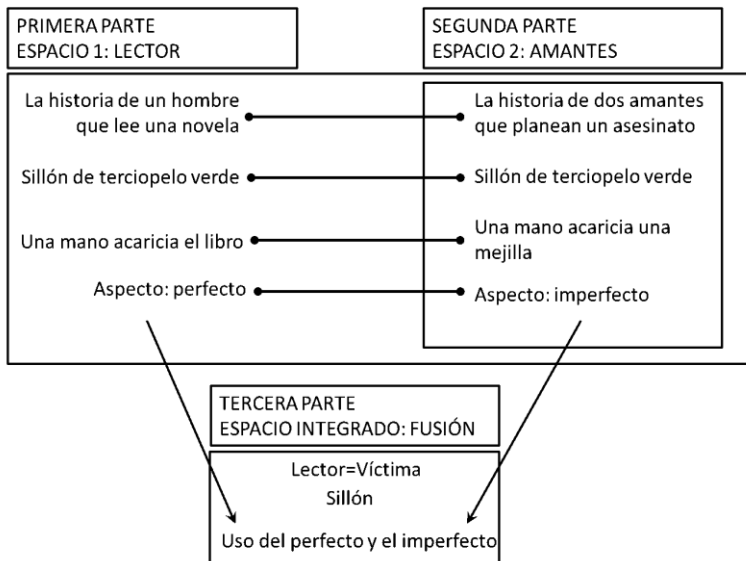 PRIMERA PARTE
ESPACIO 1: LECTOR
SEGUNDA PARTE
ESPACIO 2: AMANTES
La historia de un hombre
que lee una novela
La historia de dos amantes
que planean un asesinato
Sillón de terciopelo verde
Sillón de terciopelo verde
Una mano acaricia el libro
Una mano acaricia una
mejilla
Aspecto: perfecto
Aspecto: imperfecto
TERCERA PARTE
ESPACIO INTEGRADO: FUSIÓN
Lector=Víctima
Sillón
Uso del perfecto y el imperfecto